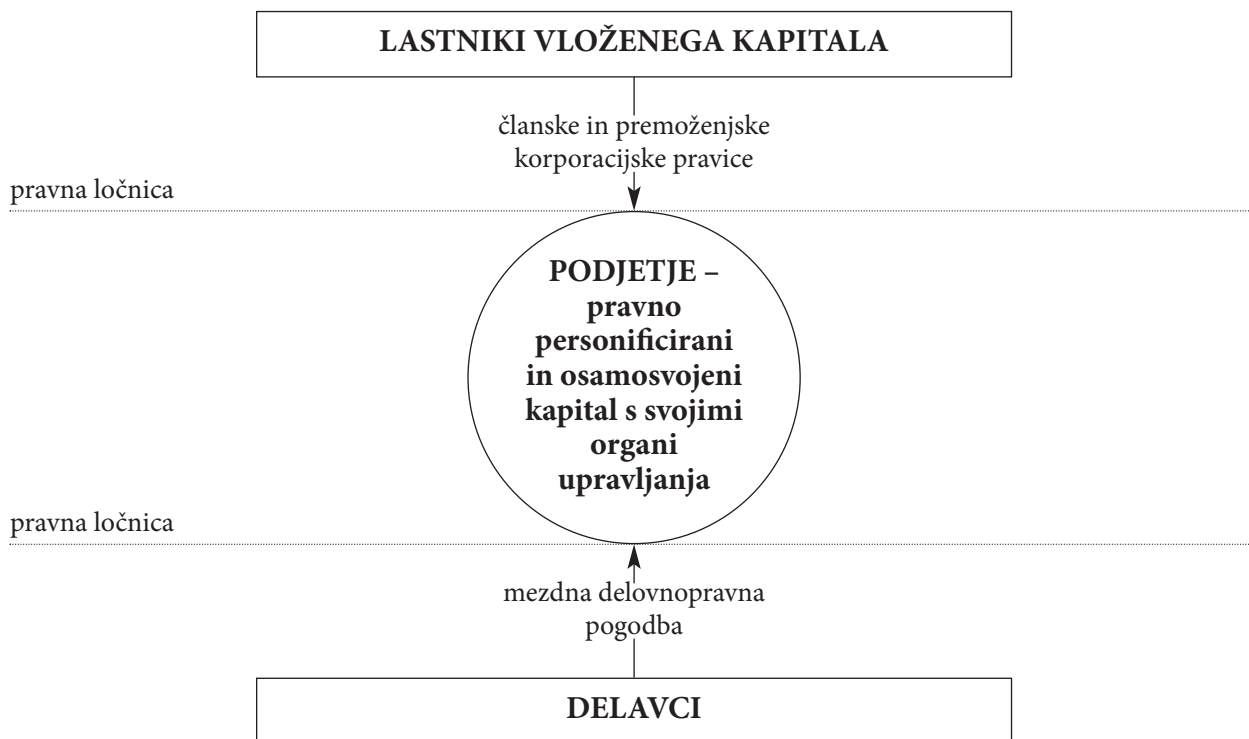 LASTNIKI VLOŽENEGA KAPITALA
članske in premoženjske
korporacijske pravice
pravna ločnica
PODJETJE –
pravno
personificirani
in osamosvojeni
kapital s svojimi
organi
upravljanja
pravna ločnica
mezdna delovnopravna
pogodba
DELAVCI